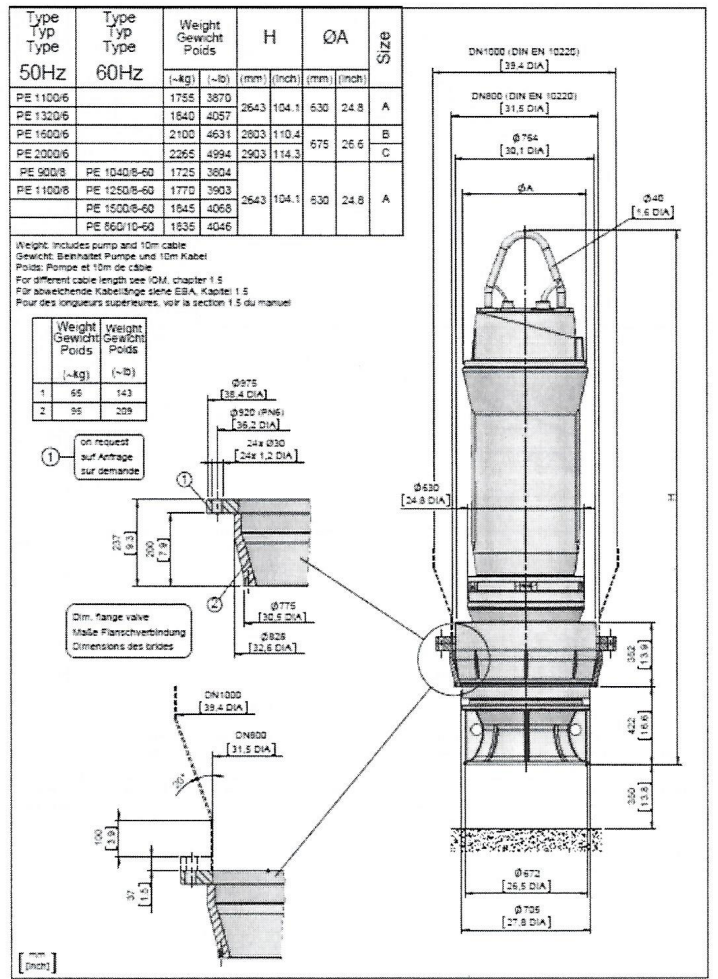 Type Typ Type 50Hz
Type Typ Type 60Hz
Weight Gewicht Poids
H
ØA
Size
(~kg) (~lb) (mm) (inch) (mm) (inch)
PE 1100/6 1755 3870 2643 104.1 630 24.8 A
PE 1320/6 1840 4057
PE 1600/6 2100 4631 2803 110.4 675 26.6 B
PE 2000/6 2265 4994 2903 114.3 C
PE 900/8 PE 1040/8-60 1725 3804 2643 104.1 630 24.8 A
PE 1100/8 PE 1250/8-60 1770 3903
PE 1500/8-60 1845 4068
PE 860/10-60 1835 4046
Weight: Includes pump and 10m cable
Gewicht: Beinhaltet Pumpe und 10m Kabel
Poids: Pompe et 10m de câble
For different cable length see IOM, chapter 1.5
Für abweichende Kabellänge siehe EBA, Kapitel 1.5
Pour des longueurs supérieures, voir la section 1.5 du manuel
Weight Gewicht Poids (~kg)
Weight Gewicht Poids (~lb)
1 65 143
2 95 209
1
on request
auf Anfrage
sur demande
Ø975
[38,4 DIA]
Ø920 (PN6)
[36,2 DIA]
24x Ø30
[24x 1,2 DIA]
1
237
[9.3]
200
[7.9]
2
Ø775
[30,5 DIA]
Ø828
[32,6 DIA]
Dim. flange valve
Maße Flanschverbindung
Dimensions des brides
DN1000
[39,4 DIA]
DN800
[31,5 DIA]
100
[3.9]
37
[1.5]
mm
[inch]
DN1000 (DIN EN 10220)
[39,4 DIA]
DN800 (DIN EN 10220)
[31,5 DIA]
Ø764
[30,1 DIA]
ØA
Ø40
[1,6 DIA]
Ø630
[24.8 DIA]
H
352
[13.9]
422
[16.6]
350
[13.8]
Ø672
[26,5 DIA]
Ø705
[27,8 DIA]